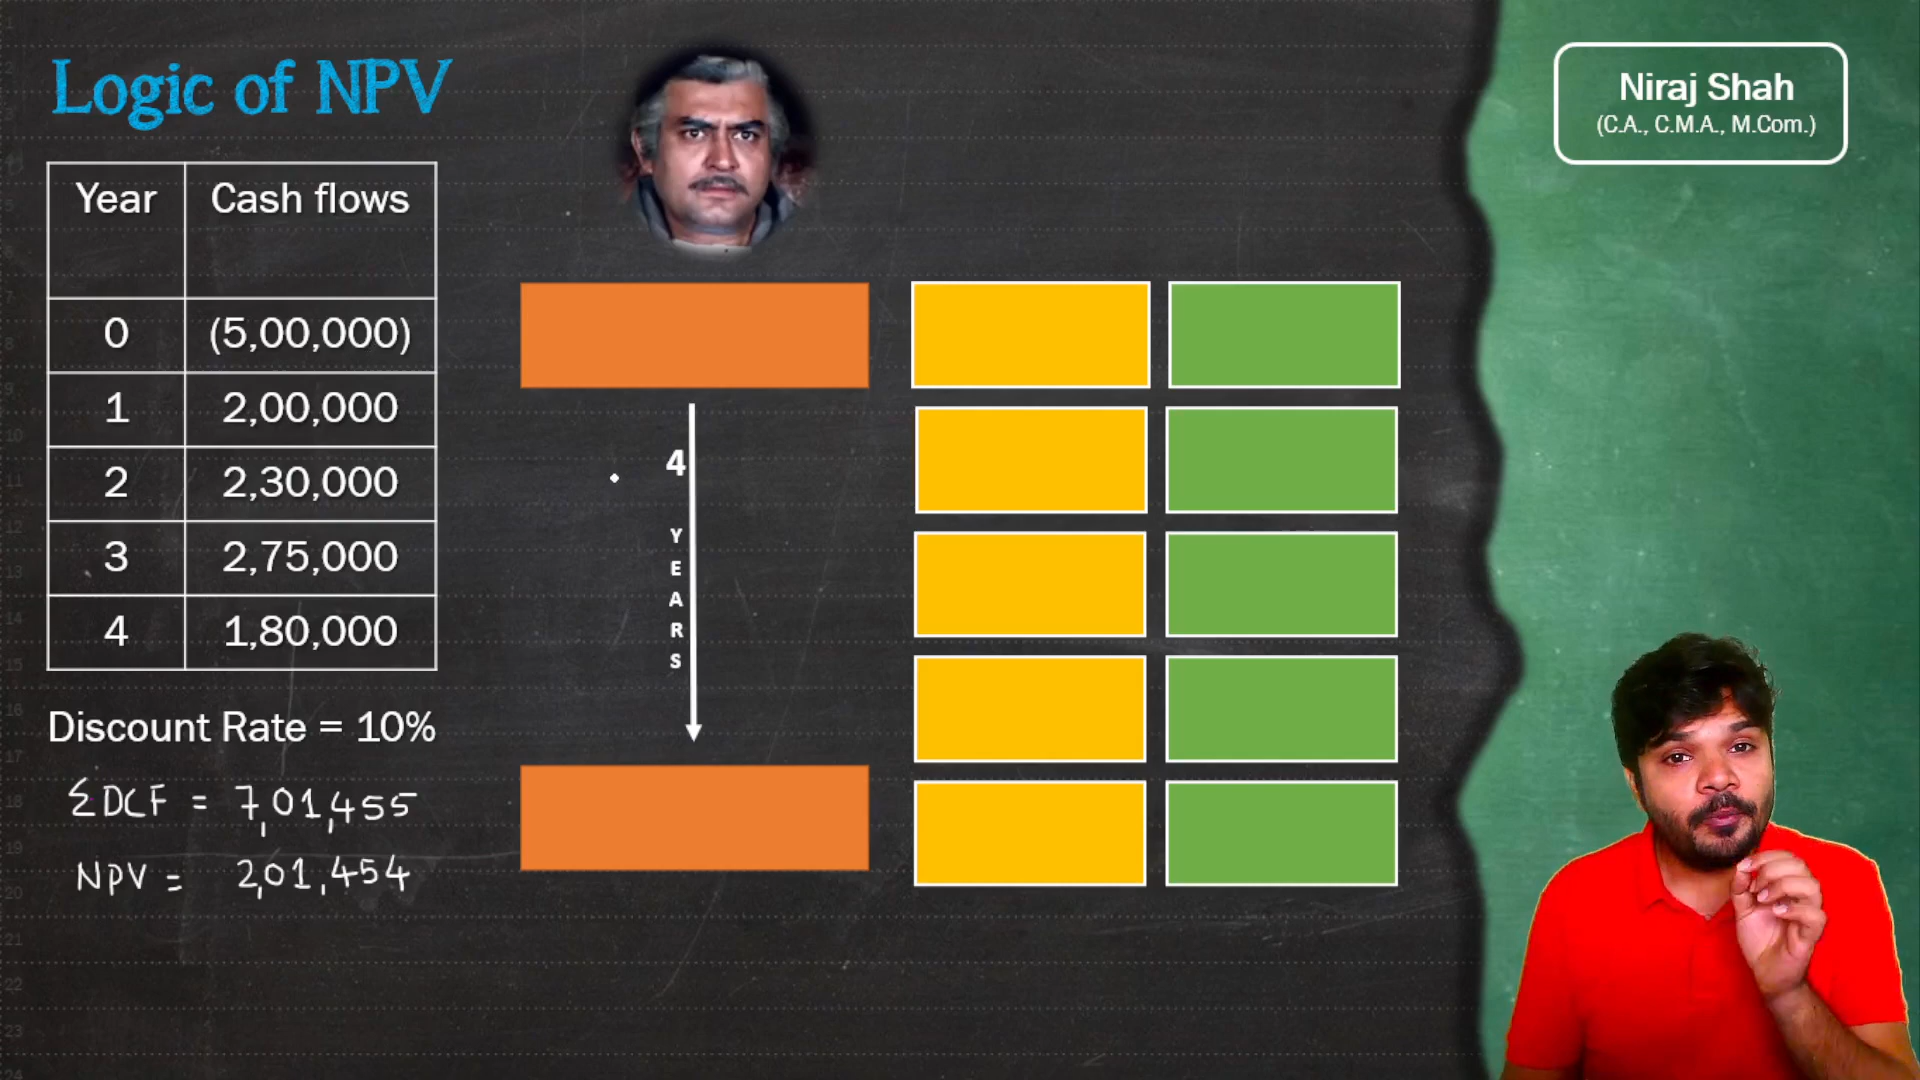 Logic of NPV
Niraj Shah
(C.A., C.M.A., M.Com.)
Year Cash flows
0 (5,00,000)
1 2,00,000
2 2,30,000
3 2,75,000
4 1,80,000
4
YEARS
Discount Rate = 10%
ΣDCF = 7,01,455
NPV = 2,01,454